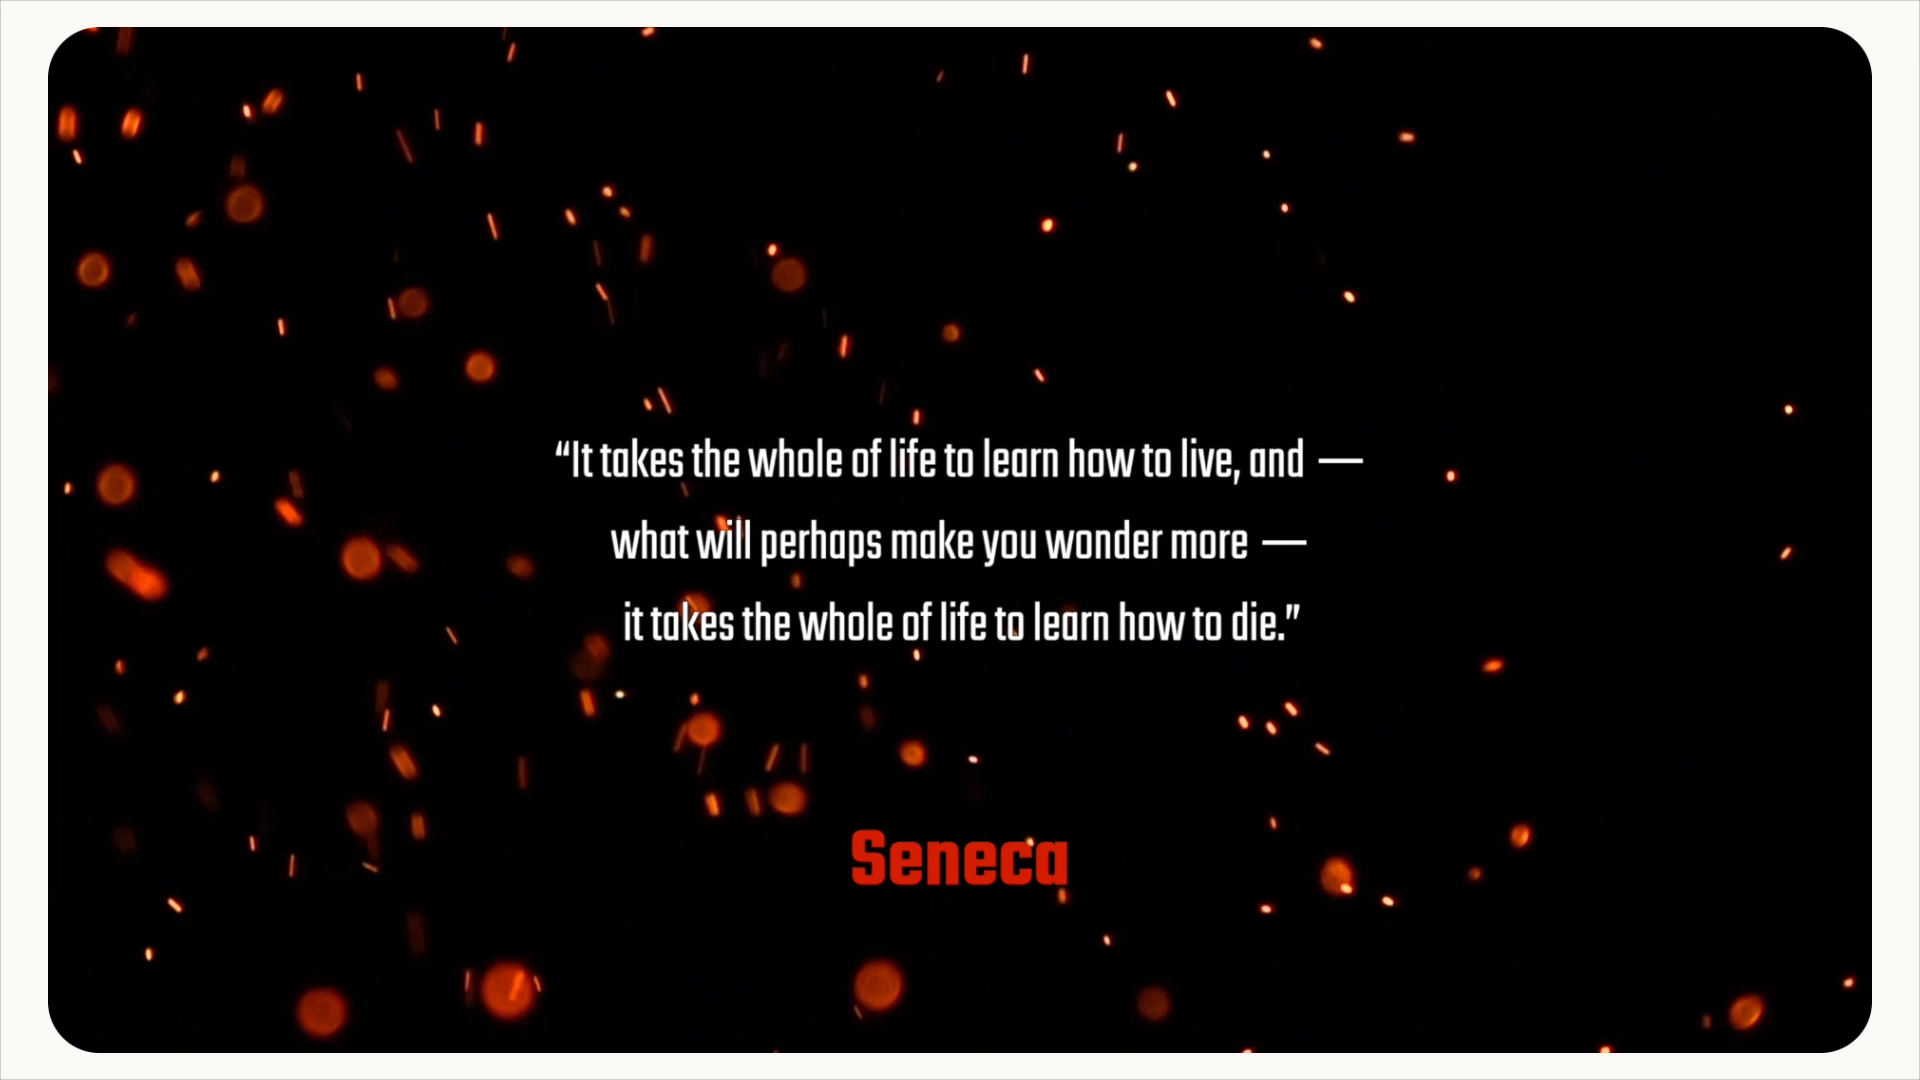 “It takes the whole of life to learn how to live, and —
what will perhaps make you wonder more —
it takes the whole of life to learn how to die.”
Seneca